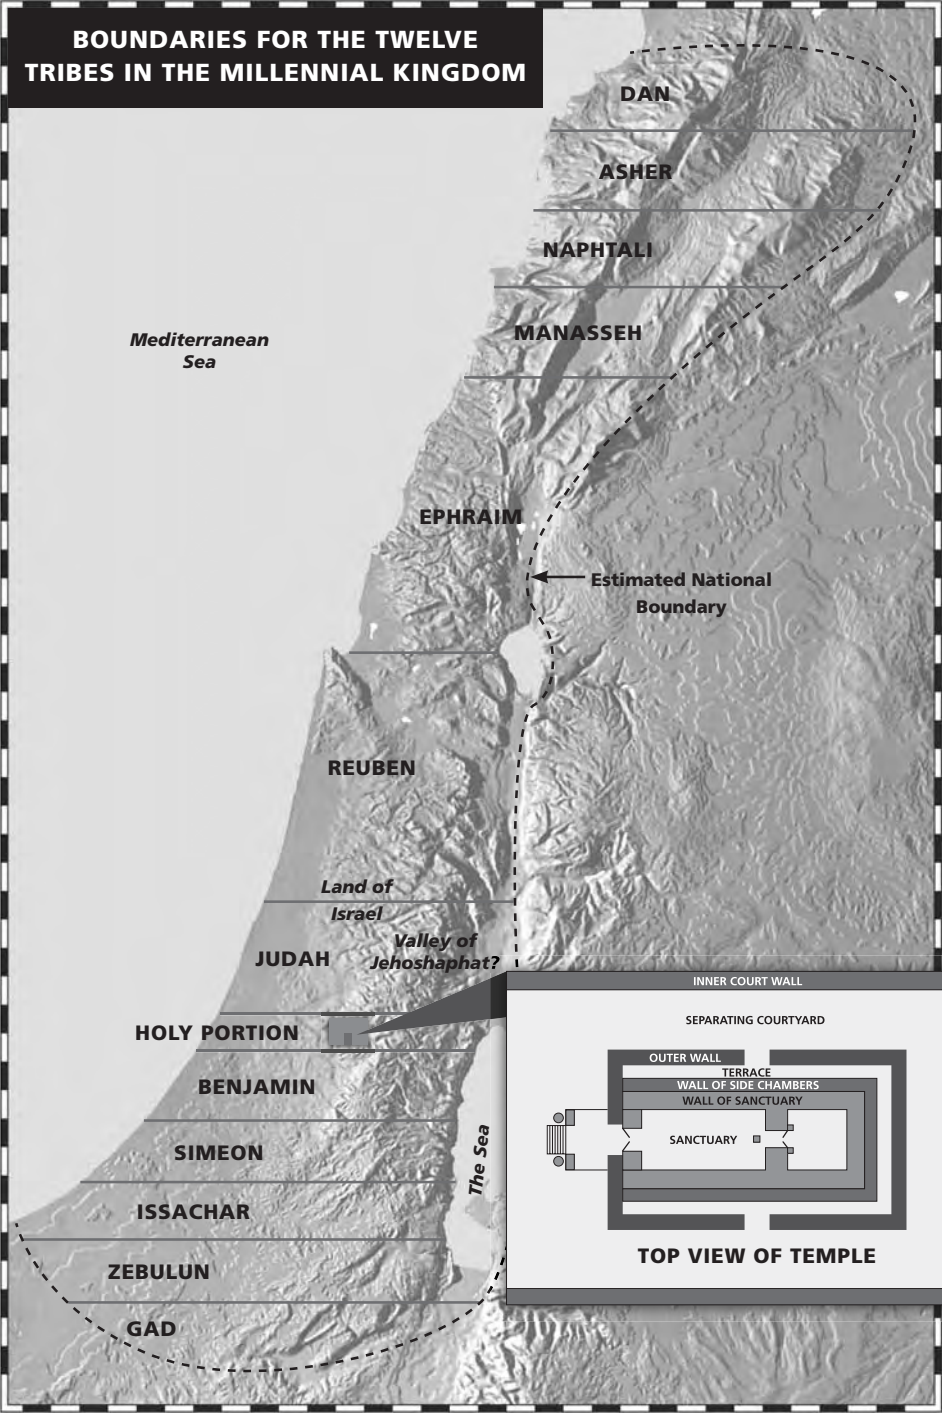 BOUNDARIES FOR THE TWELVE
TRIBES IN THE MILLENNIAL KINGDOM
DAN
ASHER
NAPHTALI
Mediterranean
Sea
MANASSEH
EPHRAIM
Estimated National
Boundary
REUBEN
Land of
Israel
Valley of
Jehoshaphat?
JUDAH
HOLY PORTION
BENJAMIN
SIMEON
The Sea
ISSACHAR
ZEBULUN
GAD
INNER COURT WALL
SEPARATING COURTYARD
OUTER WALL
TERRACE
WALL OF SIDE CHAMBERS
WALL OF SANCTUARY
SANCTUARY
TOP VIEW OF TEMPLE